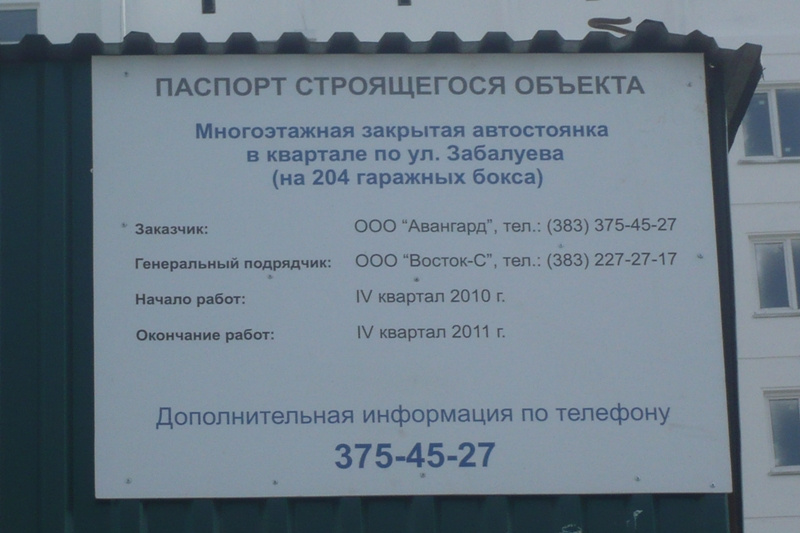 ПАСПОРТ СТРОЯЩЕГОСЯ ОБЪЕКТА
Многоэтажная закрытая автостоянка
в квартале по ул. Забалуева
(на 204 гаражных бокса)
Заказчик: ООО “Авангард”, тел.: (383) 375-45-27
Генеральный подрядчик: ООО “Восток-С”, тел.: (383) 227-27-17
Начало работ: IV квартал 2010 г.
Окончание работ: IV квартал 2011 г.
Дополнительная информация по телефону
375-45-27